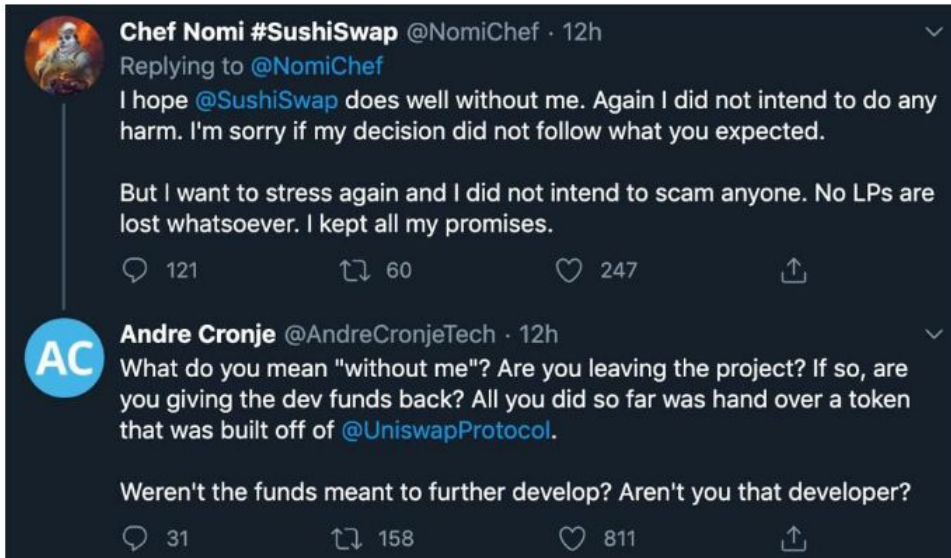 Chef Nomi #SushiSwap @NomiChef · 12h
Replying to @NomiChef
I hope @SushiSwap does well without me. Again I did not intend to do any
harm. I'm sorry if my decision did not follow what you expected.
But I want to stress again and I did not intend to scam anyone. No LPs are
lost whatsoever. I kept all my promises.
121 60 247
AC
Andre Cronje @AndreCronjeTech · 12h
What do you mean "without me"? Are you leaving the project? If so, are
you giving the dev funds back? All you did so far was hand over a token
that was built off of @UniswapProtocol.
Weren't the funds meant to further develop? Aren't you that developer?
31 158 811